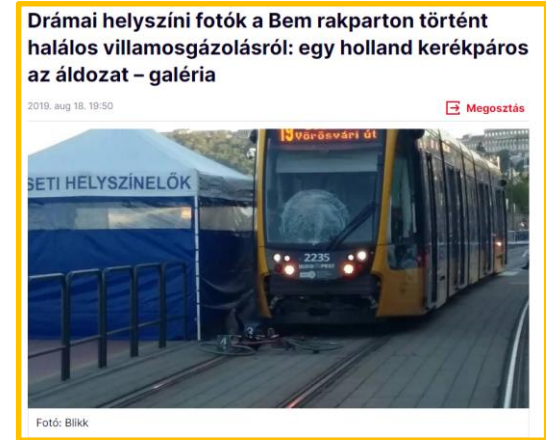 Drámai helyszíni fotók a Bem rakparton történt
halálos villamosgázolásról: egy holland kerékpáros
az áldozat – galéria
2019. aug 18. 19:50
Megosztás
19 Vörösvári út
SETI HELYSZÍNELŐK
2235
Fotó: Blikk